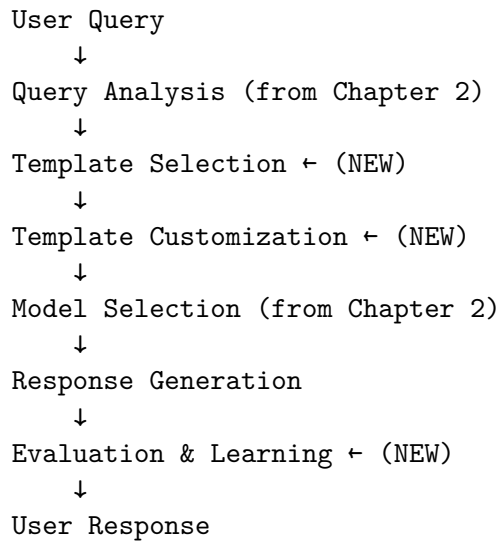 User Query
↓
Query Analysis (from Chapter 2)
↓
Template Selection ← (NEW)
↓
Template Customization ← (NEW)
↓
Model Selection (from Chapter 2)
↓
Response Generation
↓
Evaluation & Learning ← (NEW)
↓
User Response